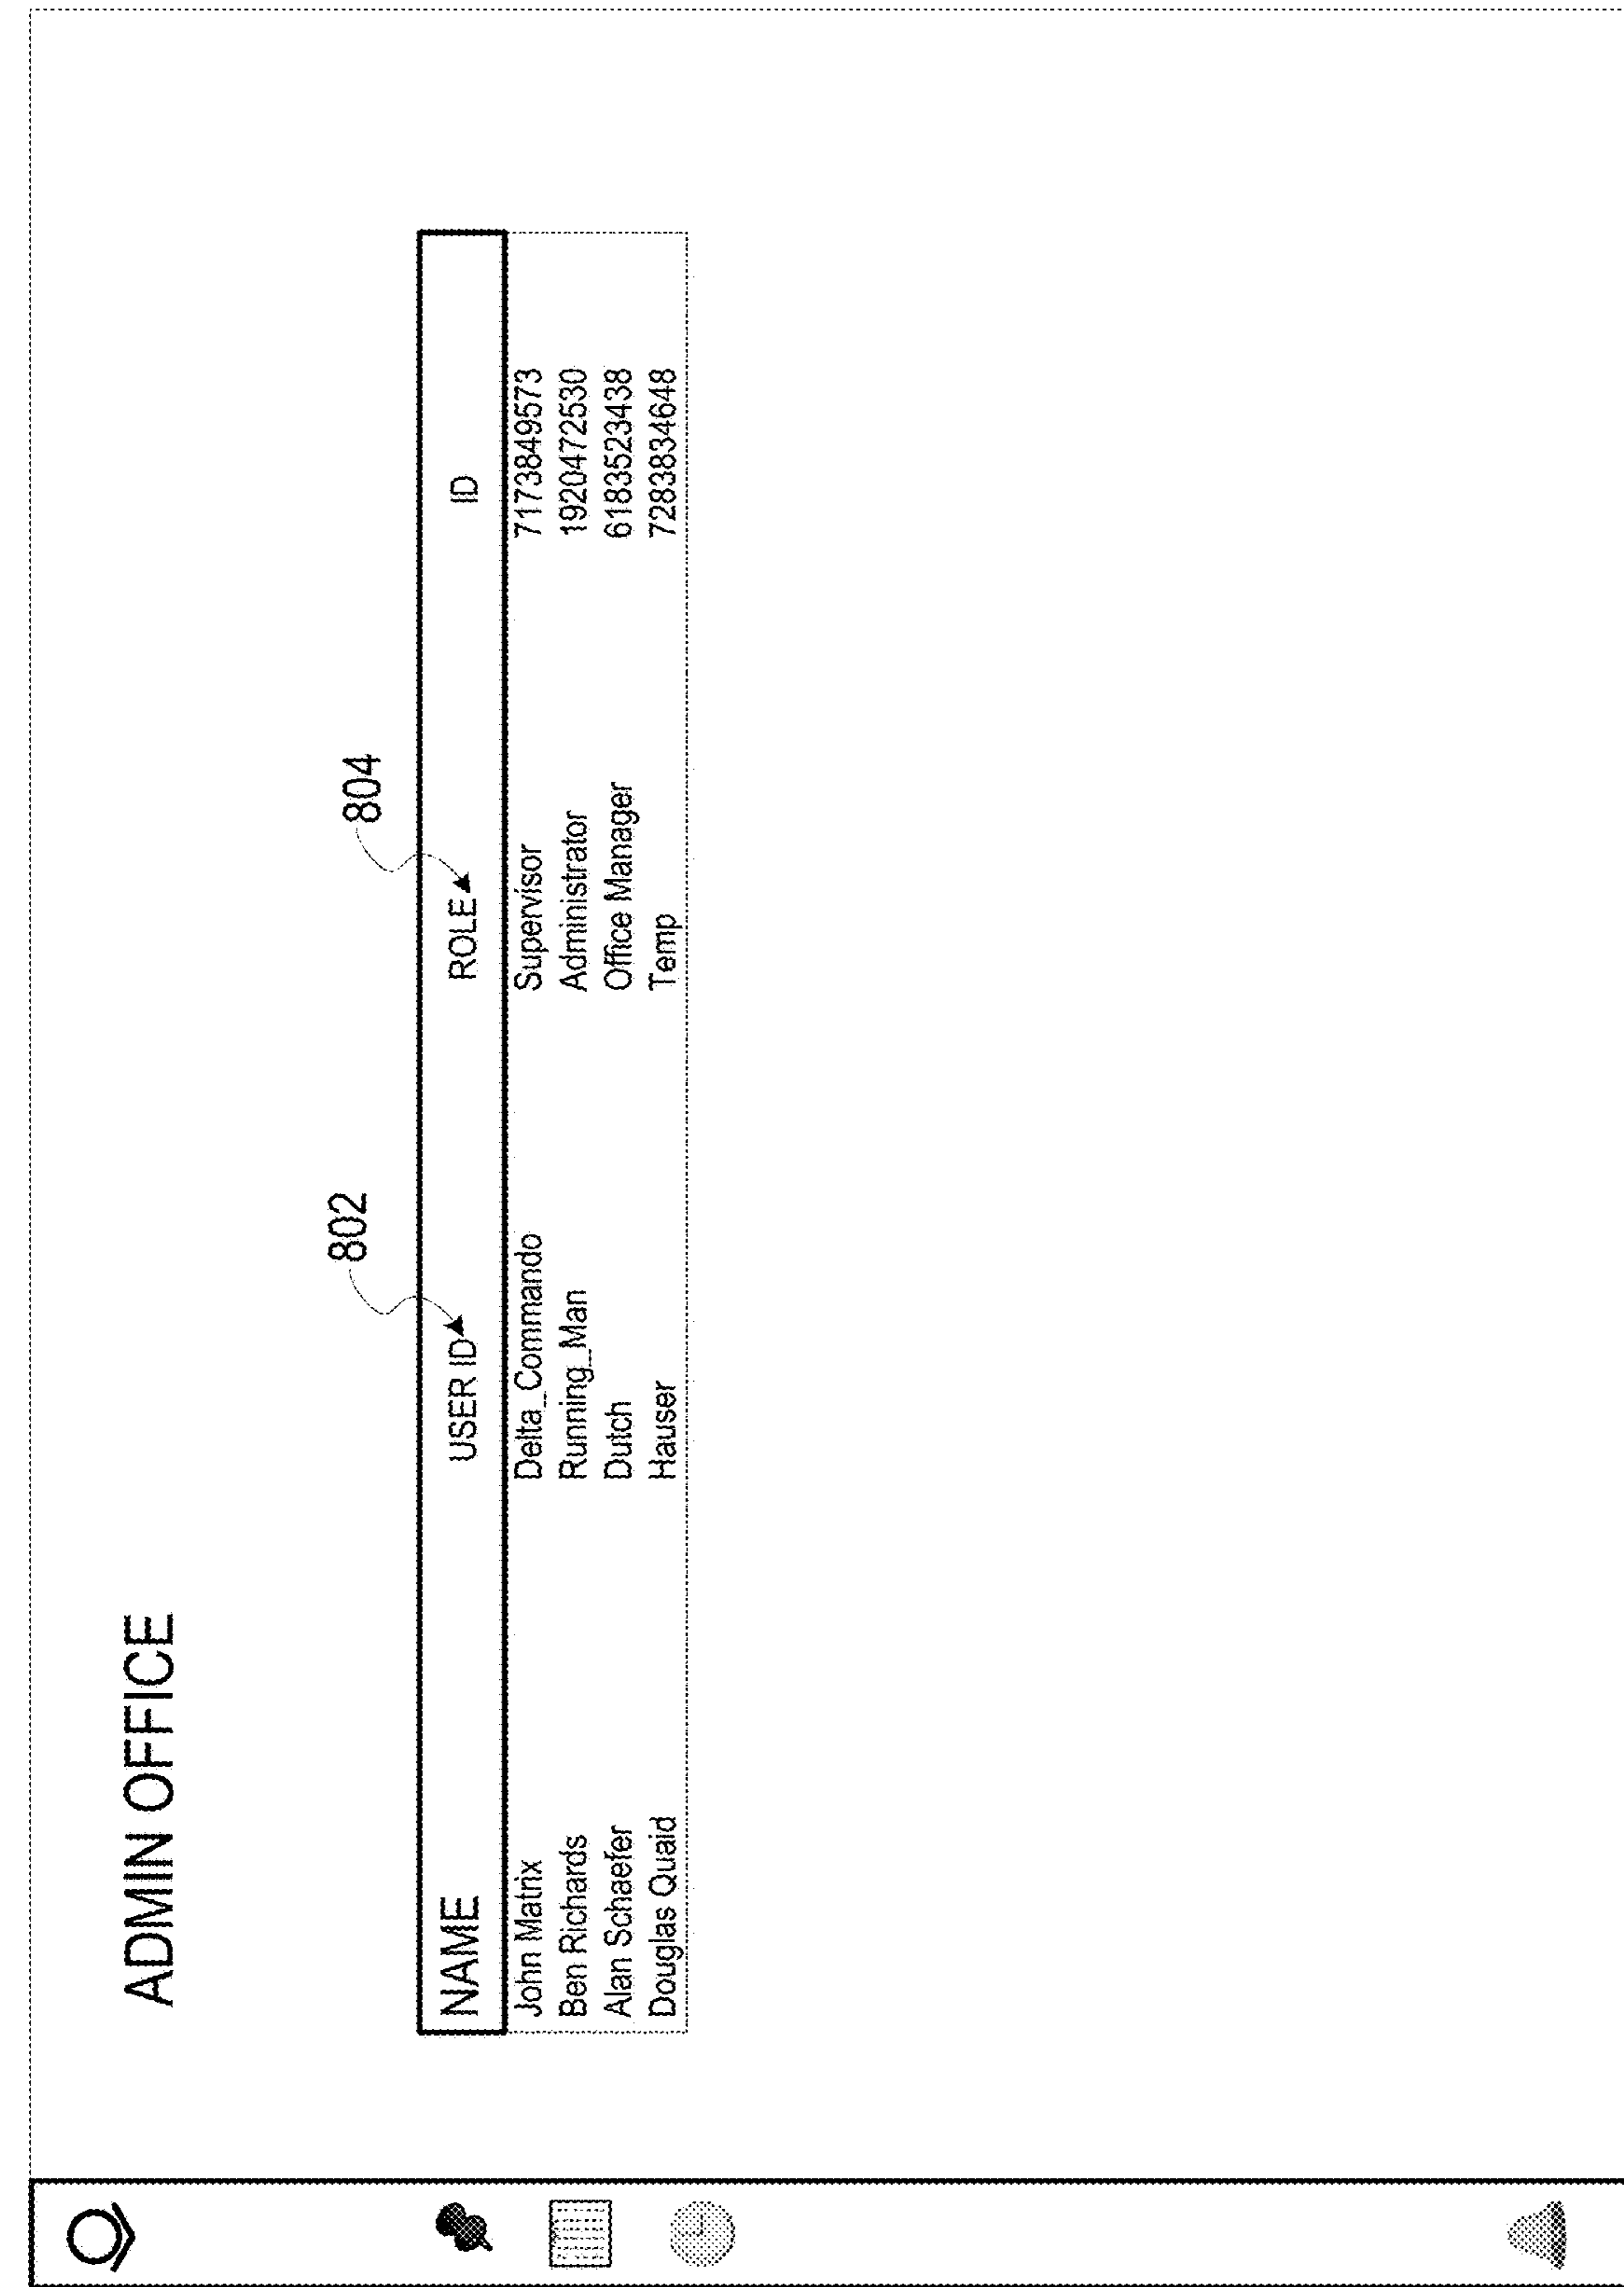 ADMIN OFFICE
802 804
NAME USER ID ROLE ID
John Matrix Delta_Commando Supervisor 7173849573
Ben Richards Running_Man Administrator 1920472530
Alan Schaefer Dutch Office Manager 6183523438
Douglas Quaid Hauser Temp 7283834648